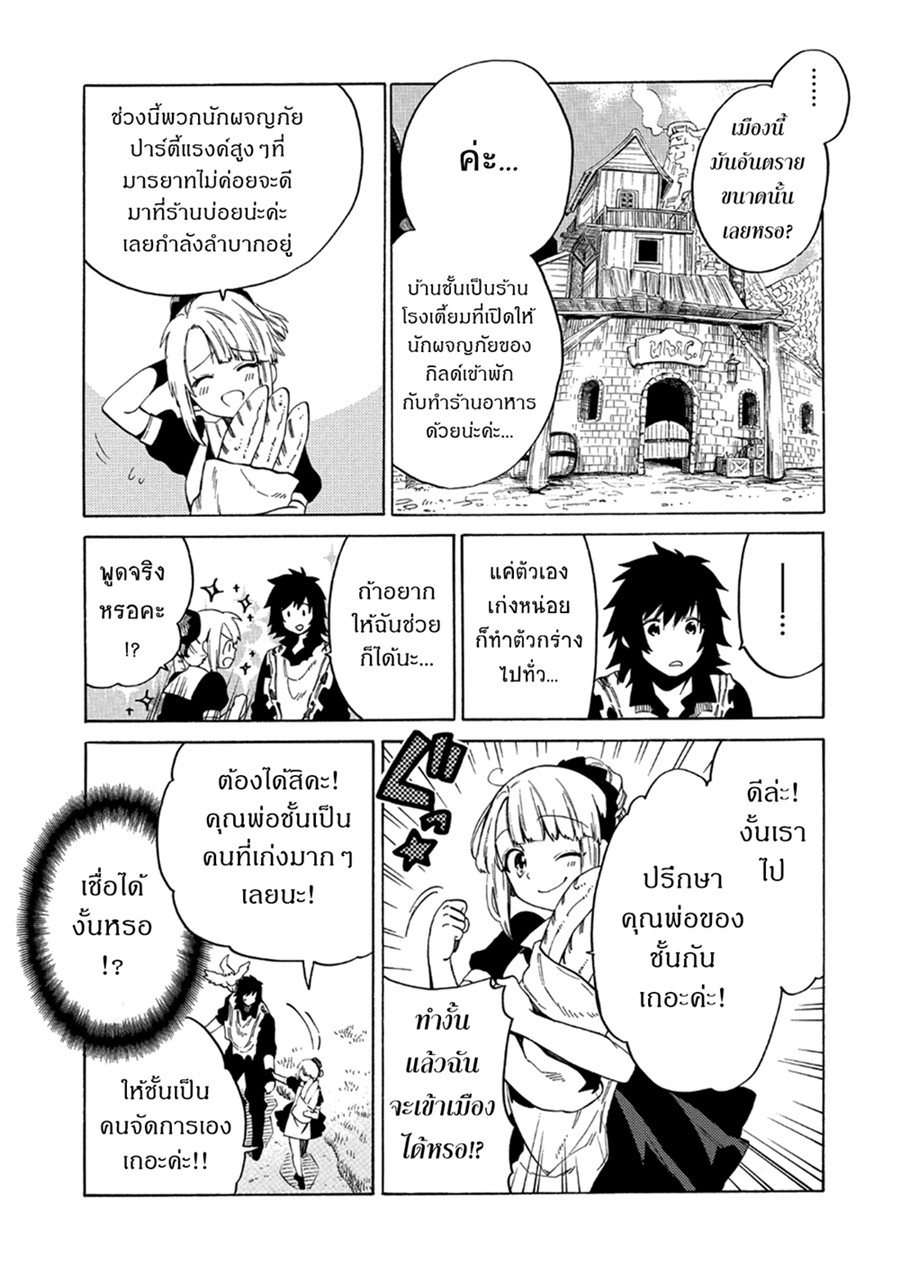 ......
เมืองนี้
มันอันตราย
ขนาดนั้น
เลยหรอ?
ค่ะ...
บ้านชั้นเป็นร้าน
โรงเตี้ยมที่เปิดให้
นักผจญภัยของ
กิลด์เข้าพัก
กับทำร้านอาหาร
ด้วยน่ะค่ะ...
ช่วงนี้พวกนักผจญภัย
ปาร์ตี้แรงค์สูงๆที่
มารยาทไม่ค่อยจะดี
มาที่ร้านบ่อยน่ะค่ะ
เลยกำลังลำบากอยู่
......
แค่ตัวเอง
เก่งหน่อย
ก็ทำตัวกร่าง
ไปทั่ว...
ถ้าอยาก
ให้ฉันช่วย
ก็ได้นะ...
พูดจริง
หรอคะ
!?
ดีล่ะ!
งั้นเรา
ไป
ปรึกษา
คุณพ่อของ
ชั้นกัน
เถอะค่ะ!
グッ
ทำงั้น
แล้วฉัน
จะเข้าเมือง
ได้หรอ!?
ต้องได้สิคะ!
คุณพ่อชั้นเป็น
คนที่เก่งมากๆ
เลยนะ!
เชื่อได้
งั้นหรอ
!?
ให้ชั้นเป็น
คนจัดการเอง
เถอะค่ะ!!